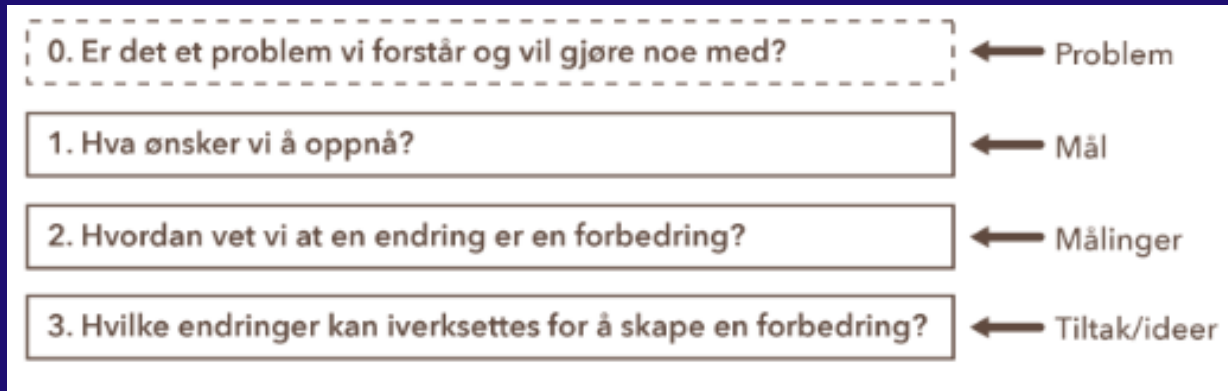 0. Er det et problem vi forstår og vil gjøre noe med? Problem
1. Hva ønsker vi å oppnå? Mål
2. Hvordan vet vi at en endring er en forbedring? Målinger
3. Hvilke endringer kan iverksettes for å skape en forbedring? Tiltak/ideer